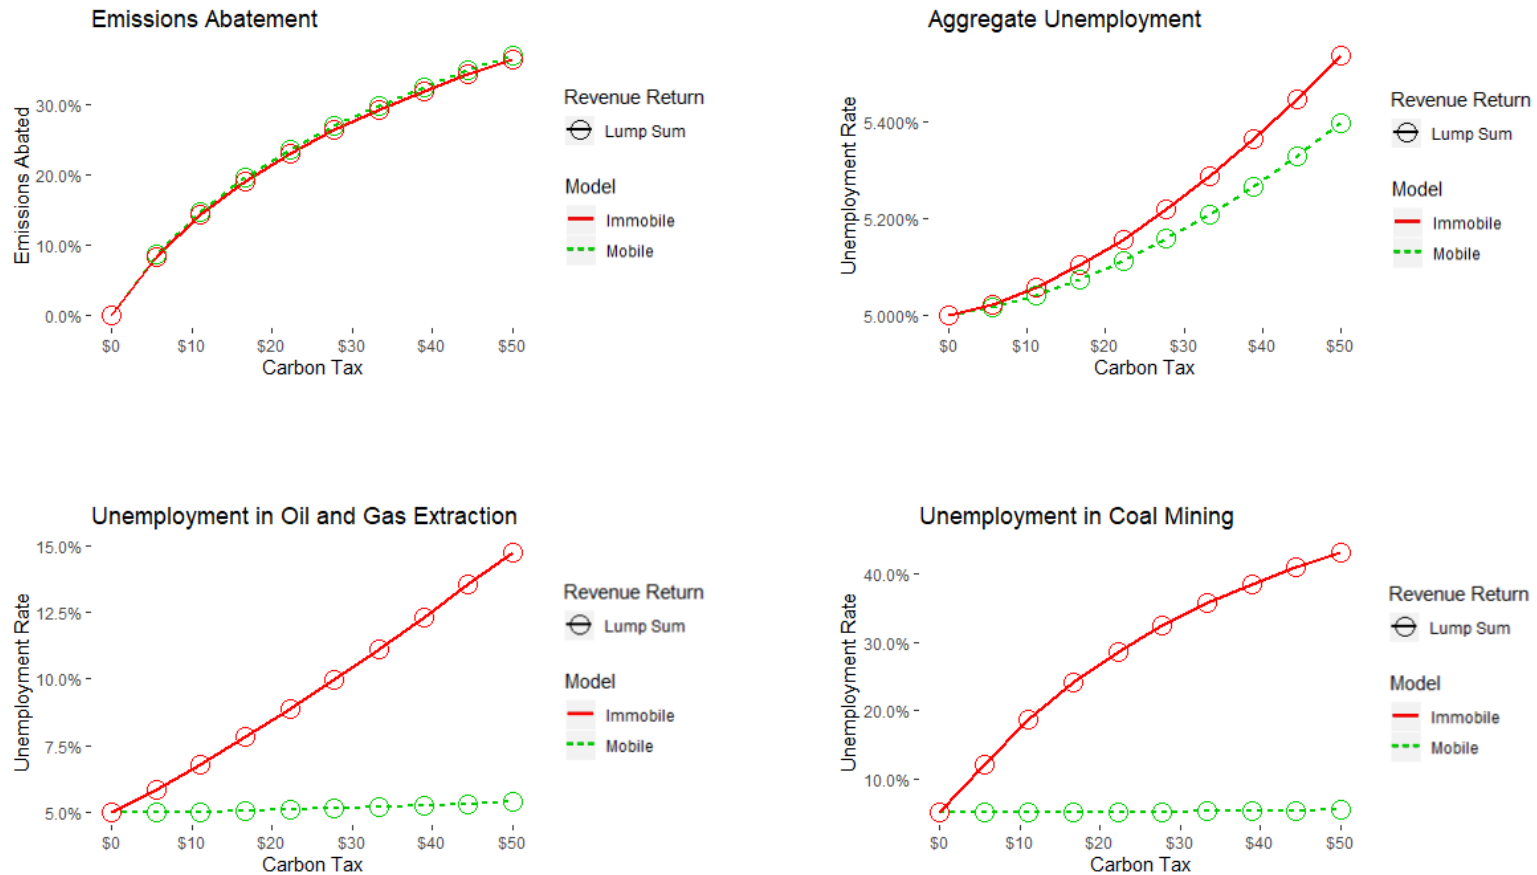 Emissions Abatement
Emissions Abated
30.0%
20.0%
10.0%
0.0%
$0 $10 $20 $30 $40 $50
Carbon Tax
Revenue Return
Lump Sum
Model
Immobile
Mobile
Aggregate Unemployment
Unemployment Rate
5.400%
5.200%
5.000%
$0 $10 $20 $30 $40 $50
Carbon Tax
Revenue Return
Lump Sum
Model
Immobile
Mobile
Unemployment in Oil and Gas Extraction
Unemployment Rate
15.0%
12.5%
10.0%
7.5%
5.0%
$0 $10 $20 $30 $40 $50
Carbon Tax
Revenue Return
Lump Sum
Model
Immobile
Mobile
Unemployment in Coal Mining
Unemployment Rate
40.0%
30.0%
20.0%
10.0%
$0 $10 $20 $30 $40 $50
Carbon Tax
Revenue Return
Lump Sum
Model
Immobile
Mobile